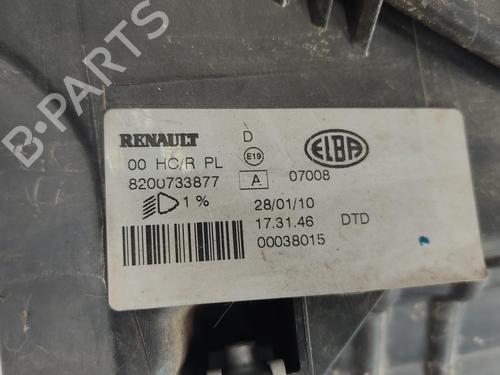 RENAULT D ELBA
00 HC/R PL E19
8200733877 A 07008
1 % 28/01/10
17.31.46 DTD
00038015
B-PARTS